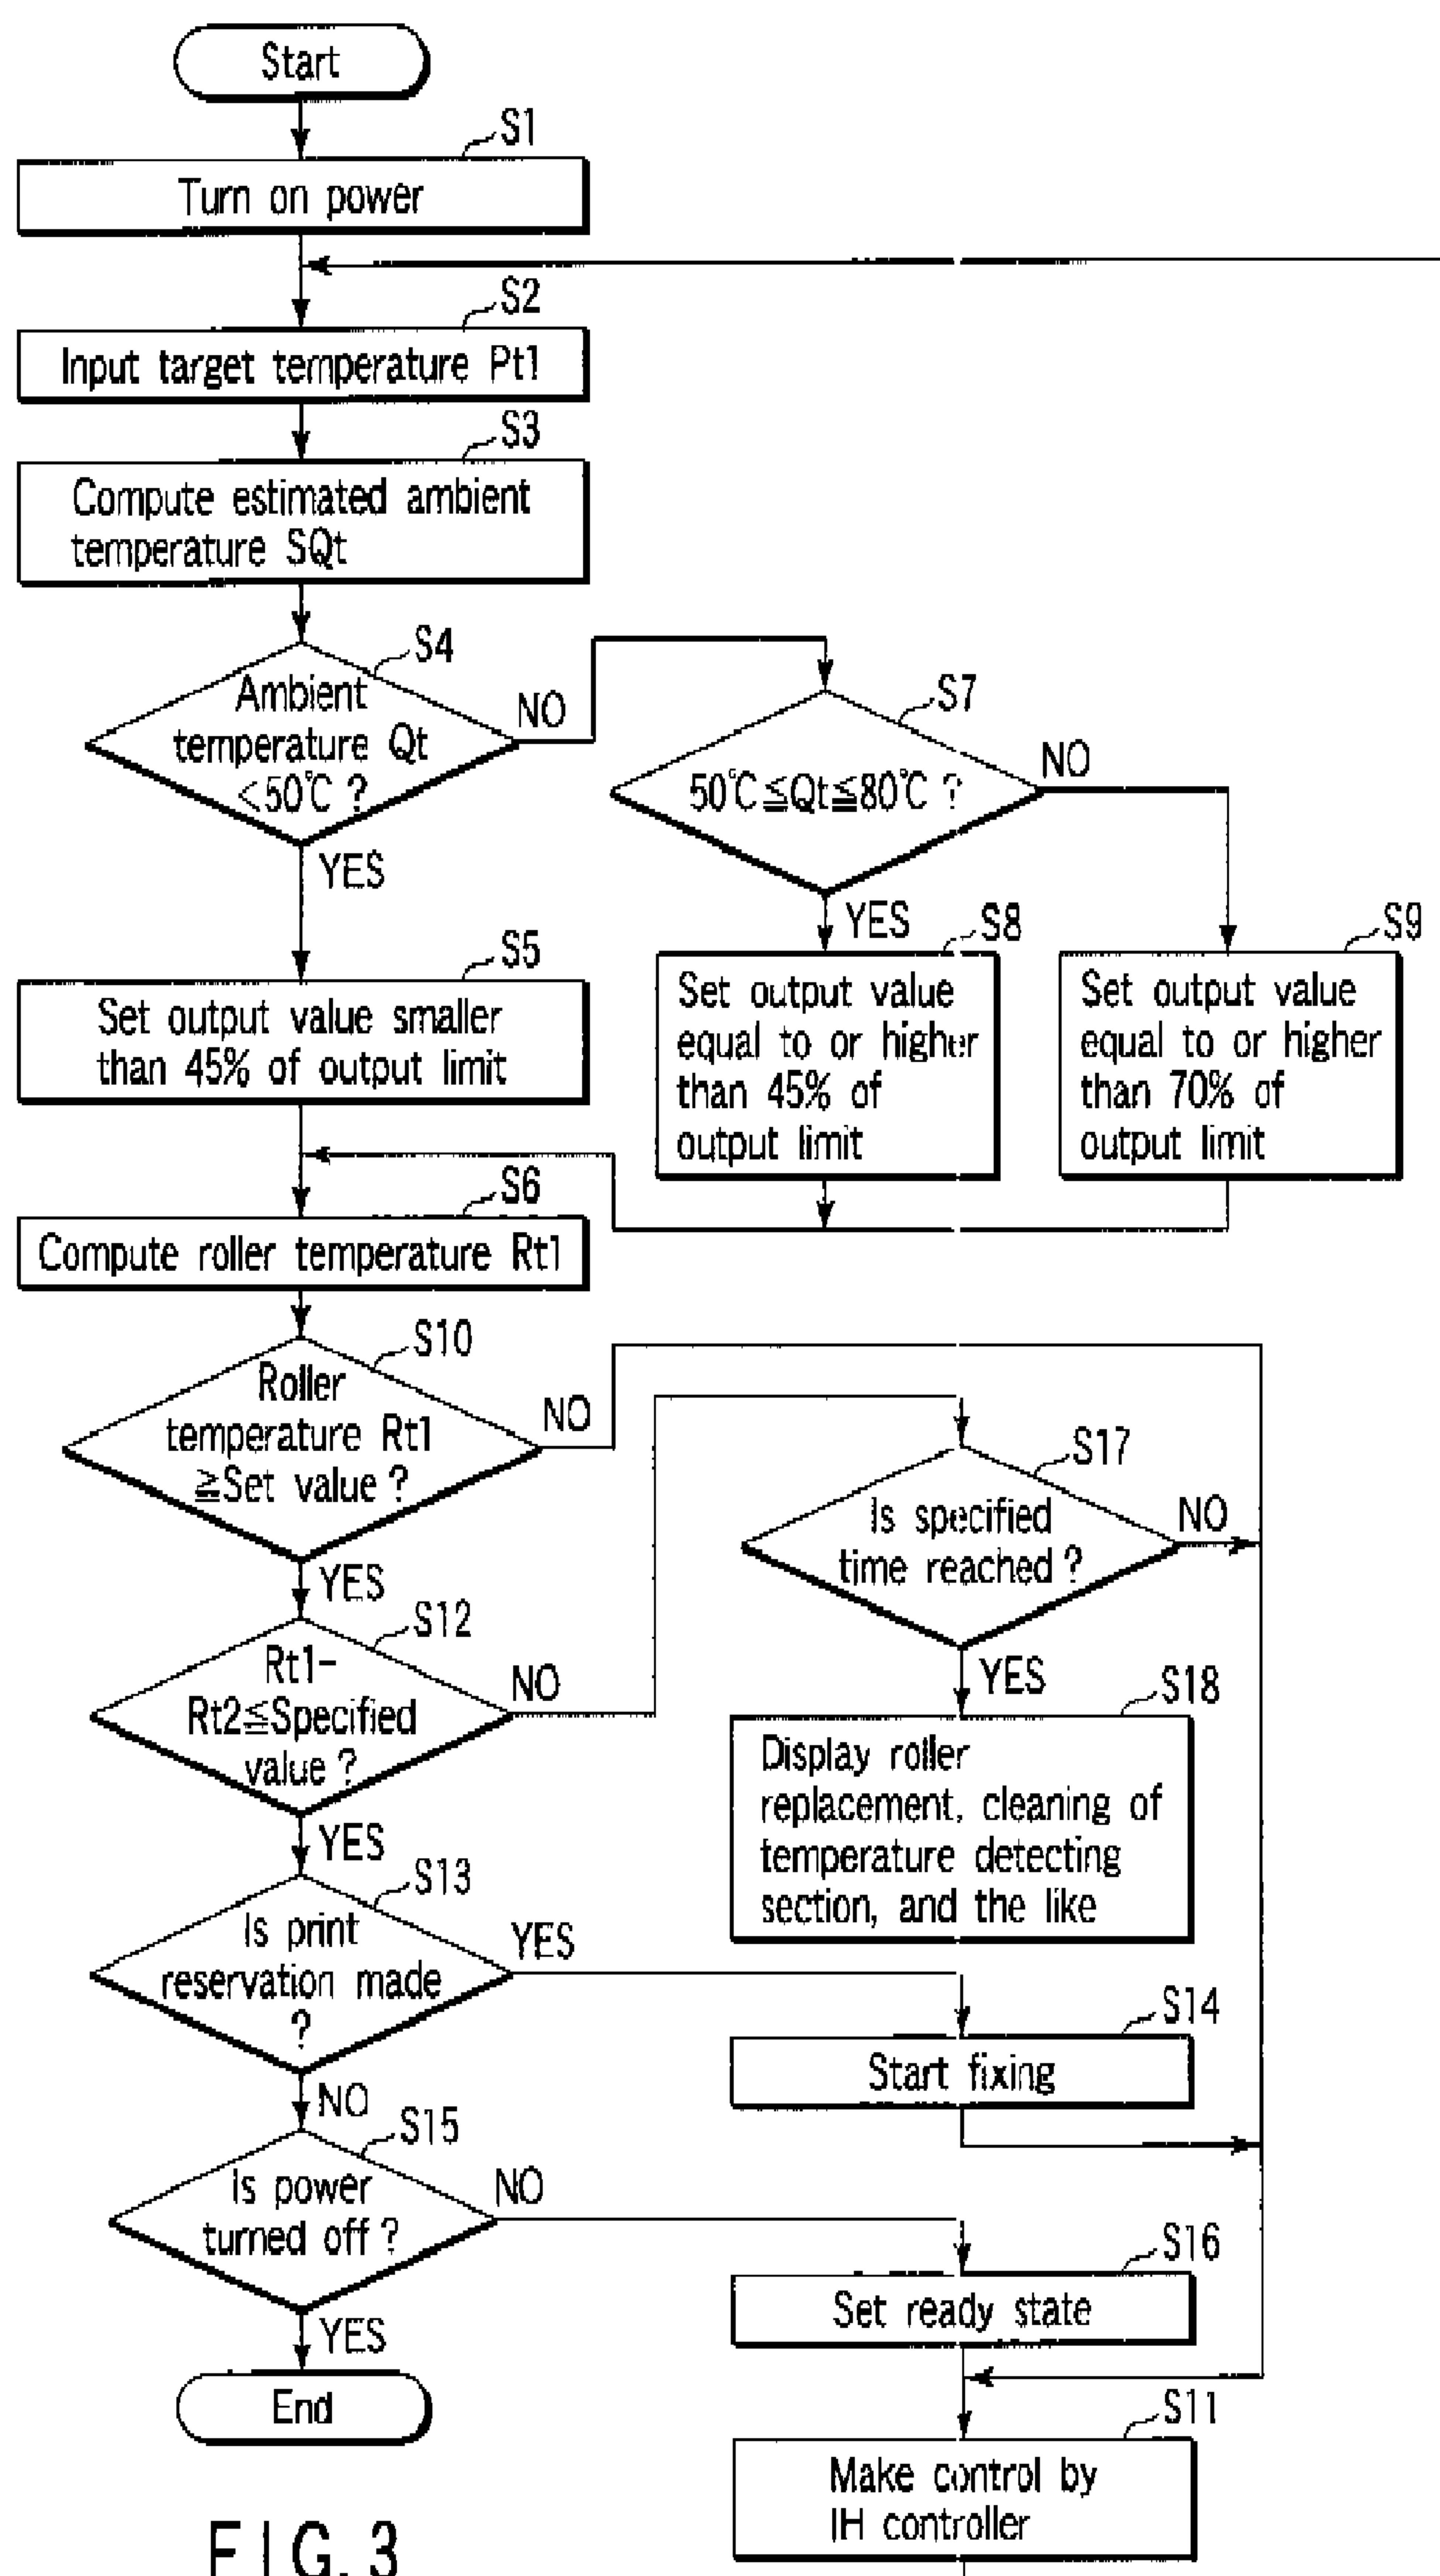 Start
S1
Turn on power
S2
Input target temperature Pt1
S3
Compute estimated ambient
temperature SQt
S4
Ambient
temperature Qt
<50℃ ?
NO
YES
S7
50℃≦Qt≦80℃ ?
NO
YES
S5
Set output value smaller
than 45% of output limit
S8
Set output value
equal to or higher
than 45% of
output limit
S9
Set output value
equal to or higher
than 70% of
output limit
S6
Compute roller temperature Rt1
S10
Roller
temperature Rt1
≧Set value ?
NO
YES
S17
Is specified
time reached ?
NO
YES
S12
Rt1-
Rt2≦Specified
value ?
NO
YES
S18
Display roller
replacement, cleaning of
temperature detecting
section, and the like
S13
Is print
reservation made
?
YES
NO
S14
Start fixing
S15
Is power
turned off ?
NO
YES
S16
Set ready state
End
S11
Make control by
IH controller
FIG. 3